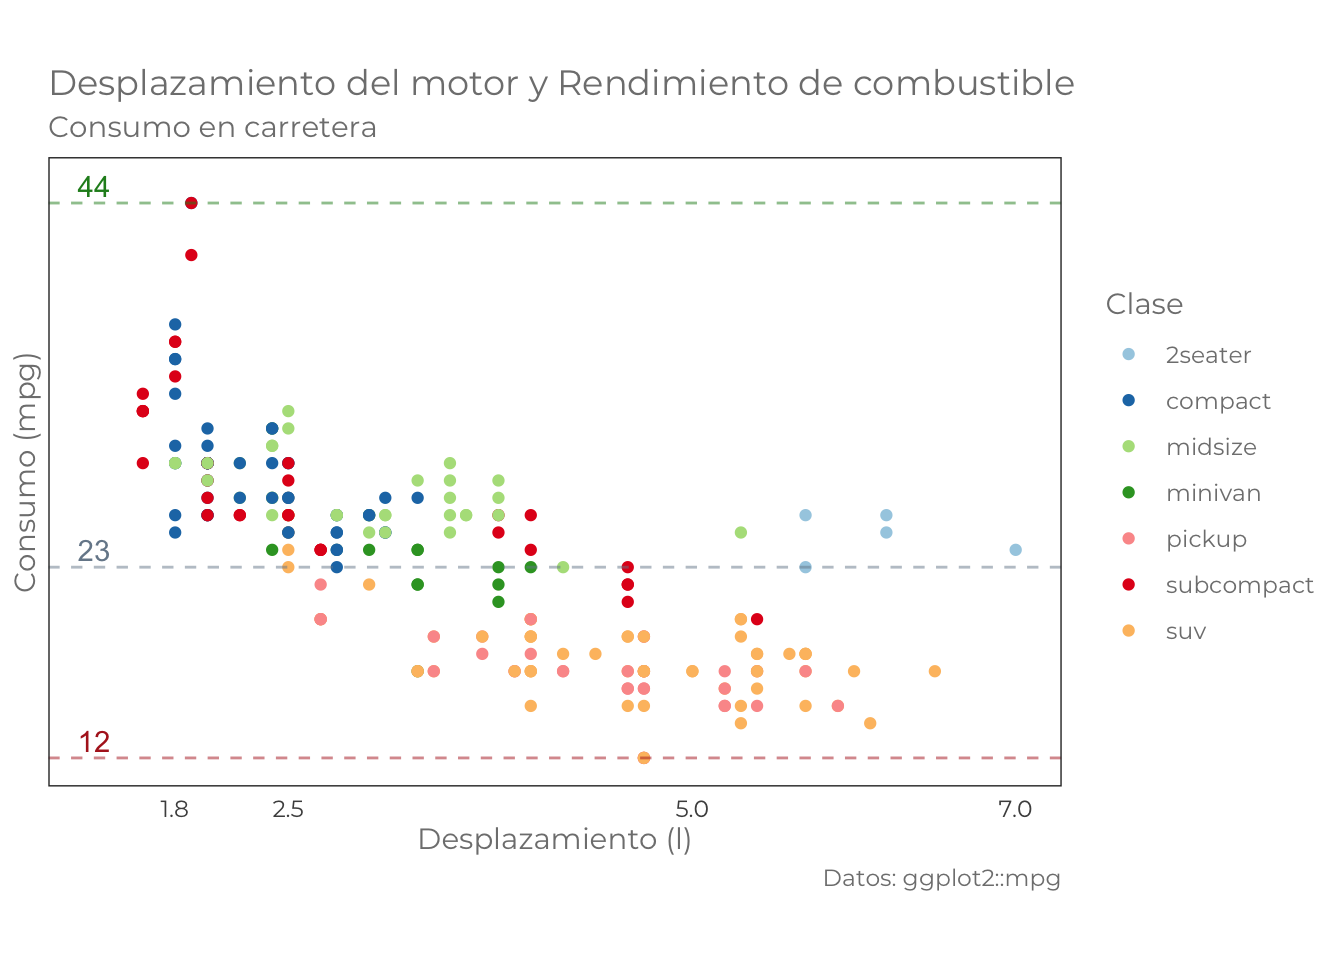 Desplazamiento del motor y Rendimiento de combustible
Consumo en carretera
Consumo (mpg)
44
23
12
1.8 2.5 5.0 7.0
Desplazamiento (l)
Datos: ggplot2::mpg
Clase
2seater
compact
midsize
minivan
pickup
subcompact
suv